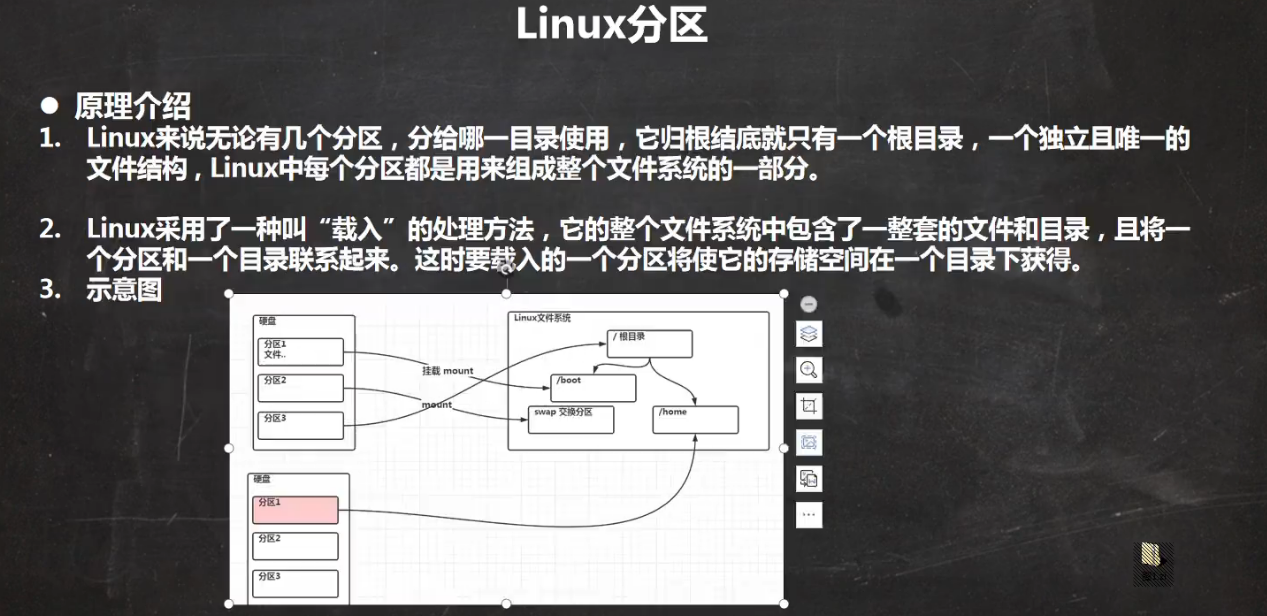 Linux分区
● 原理介绍
1. Linux来说无论有几个分区，分给哪一目录使用，它归根结底就只有一个根目录，一个独立且唯一的
文件结构，Linux中每个分区都是用来组成整个文件系统的一部分。
2. Linux采用了一种叫“载入”的处理方法，它的整个文件系统中包含了一整套的文件和目录，且将一
个分区和一个目录联系起来。这时要载入的一个分区将使它的存储空间在一个目录下获得。
3. 示意图
硬盘
分区1
文件..
分区2
分区3
挂载 mount
mount
Linux文件系统
/ 根目录
/boot
swap 交换分区
/home
硬盘
分区1
分区2
分区3